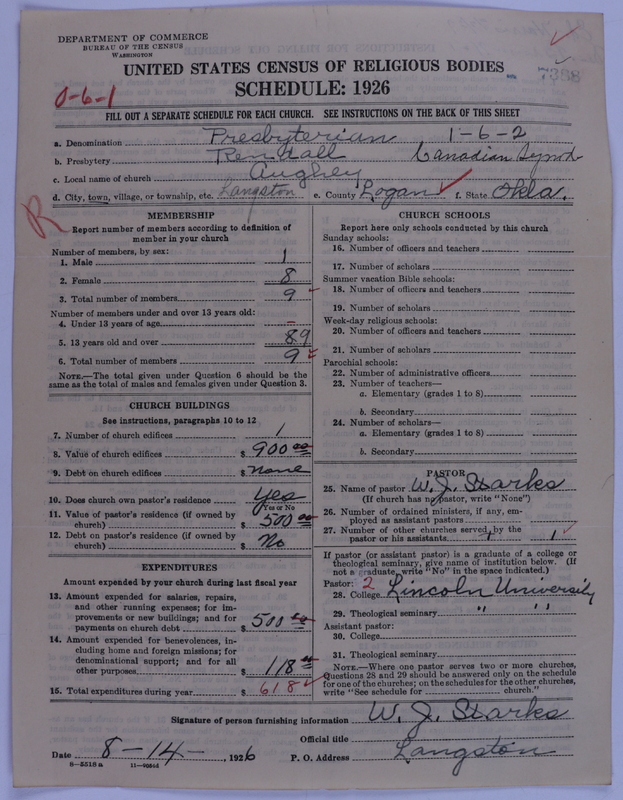 DEPARTMENT OF COMMERCE
BUREAU OF THE CENSUS
WASHINGTON
UNITED STATES CENSUS OF RELIGIOUS BODIES
7388
SCHEDULE: 1926
0-6-1
FILL OUT A SEPARATE SCHEDULE FOR EACH CHURCH. SEE INSTRUCTIONS ON THE BACK OF THIS SHEET
a. Denomination Presbyterian 1-6-2
b. Presbytery Rendall Canadian Synod
c. Local name of church Aughey
d. City, town, village, or township, etc. Langston e. County Logan f. State Okla.
R
MEMBERSHIP
Report number of members according to definition of
member in your church
Number of members, by sex:
1. Male 1
2. Female 8
3. Total number of members 9
Number of members under and over 13 years old:
4. Under 13 years of age –
5. 13 years old and over 89
6. Total number of members 9
NOTE.—The total given under Question 6 should be
same as the total of males and females given under Question 3.
CHURCH BUILDINGS
See instructions, paragraphs 10 to 12
7. Number of church edifices 1
8. Value of church edifices $ 900 00
9. Debt on church edifices $ none
10. Does church own pastor's residence Yes
Yes or No
11. Value of pastor's residence (if owned by
church) $ 500 00
12. Debt on pastor's residence (if owned by
church) $ No
EXPENDITURES
Amount expended by your church during last fiscal year
13. Amount expended for salaries, repairs,
and other running expenses; for im-
provements or new buildings; and for
payments on church debt $ 500 00
14. Amount expended for benevolences, in-
cluding home and foreign missions; for
denominational support; and for all
other purposes $ 118 00
15. Total expenditures during year $ 618
CHURCH SCHOOLS
Report here only schools conducted by this church
Sunday schools:
16. Number of officers and teachers
17. Number of scholars
Summer vacation Bible schools:
18. Number of officers and teachers
19. Number of scholars
Week-day religious schools:
20. Number of officers and teachers
21. Number of scholars
Parochial schools:
22. Number of administrative officers
23. Number of teachers—
a. Elementary (grades 1 to 8)
b. Secondary
24. Number of scholars—
a. Elementary (grades 1 to 8)
b. Secondary
PASTOR
25. Name of pastor W. J. Starks
(If church has no pastor, write "None")
26. Number of ordained ministers, if any, em-
ployed as assistant pastors
27. Number of other churches served by the
pastor or his assistants 1 1
If pastor (or assistant pastor) is a graduate of a college or
theological seminary, give name of institution below. (If
not a graduate, write "No" in the space indicated.)
Pastor: 2
28. College Lincoln University
29. Theological seminary " "
Assistant pastor:
30. College
31. Theological seminary
NOTE.—Where one pastor serves two or more churches,
Questions 28 and 29 should be answered only on the schedule
for one of the churches; on the schedules for the other churches,
write "See schedule for church."
Signature of person furnishing information W. J. Starks
Official title
Date 8-14-, 1926 P. O. Address Langston
8—5518 a